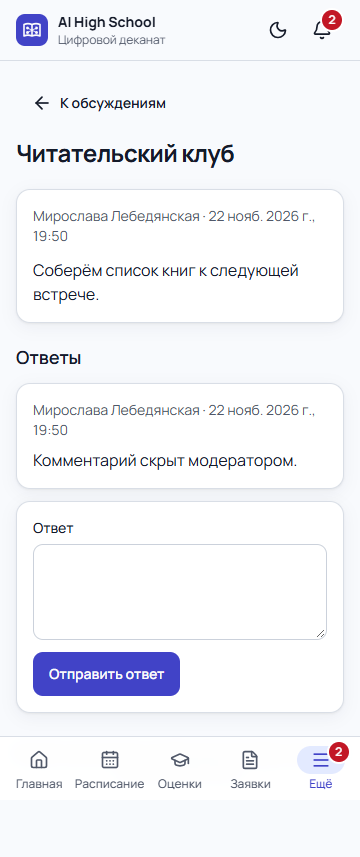 AI High School
Цифровой деканат
2
К обсуждениям
Читательский клуб
Мирослава Лебедянская · 22 нояб. 2026 г.,
19:50
Соберём список книг к следующей
встрече.
Ответы
Мирослава Лебедянская · 22 нояб. 2026 г.,
19:50
Комментарий скрыт модератором.
Ответ
Отправить ответ
2
Главная
Расписание
Оценки
Заявки
Ещё